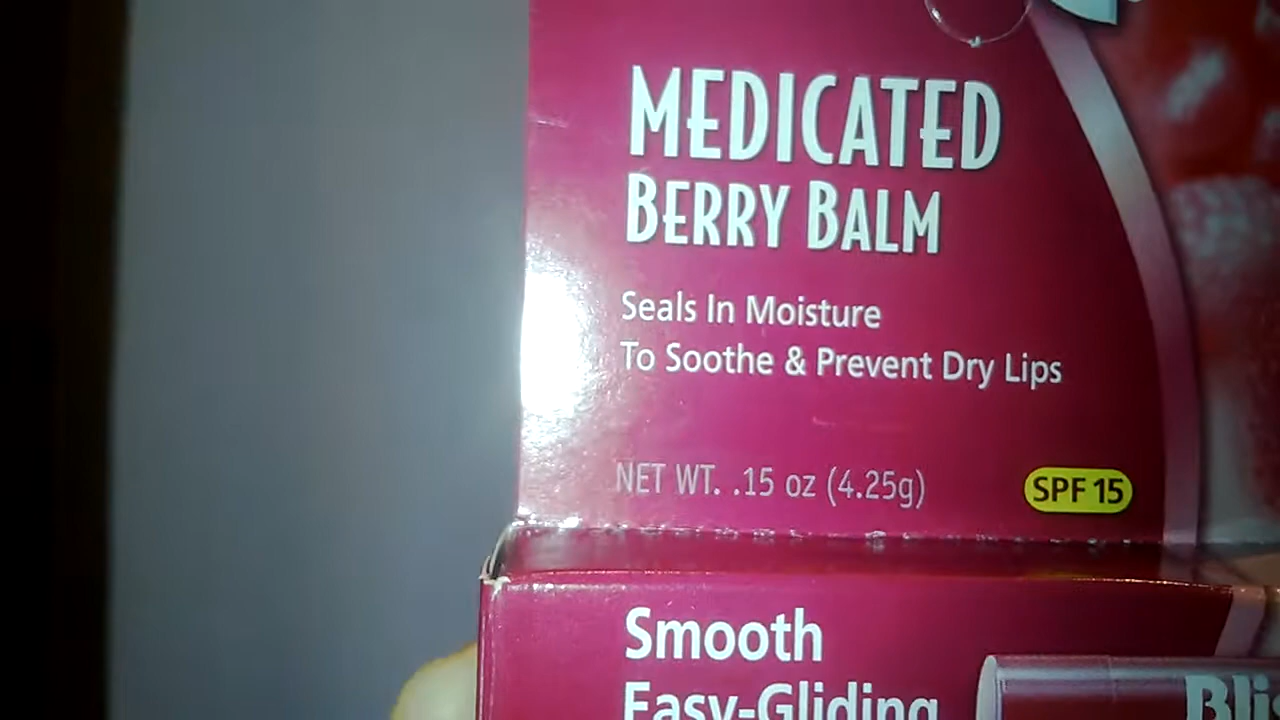 MEDICATED
BERRY BALM
Seals In Moisture
To Soothe & Prevent Dry Lips
NET WT. .15 oz (4.25g)
SPF 15
Smooth
Easy-Gliding